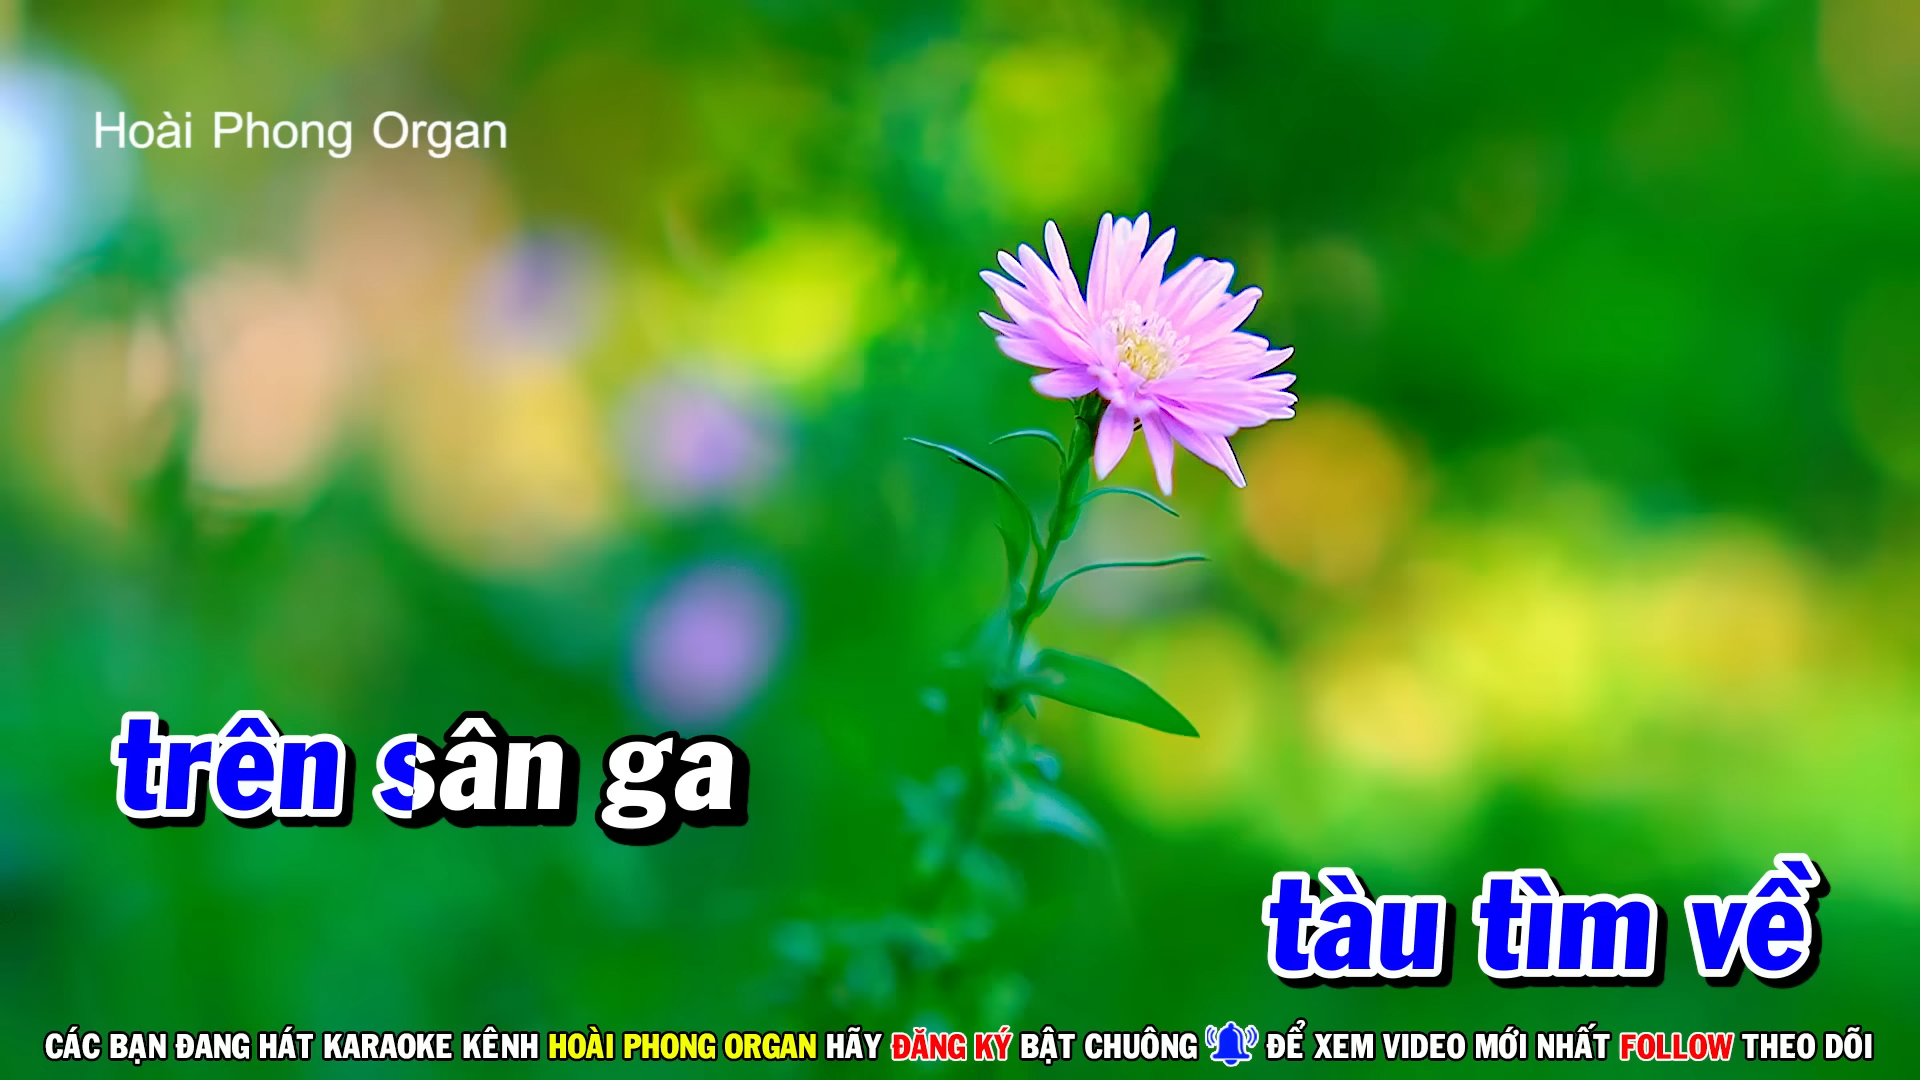 Hoài Phong Organ
trên sân ga
tàu tìm về
CÁC BẠN ĐANG HÁT KARAOKE KÊNH HOÀI PHONG ORGAN HÃY ĐĂNG KÝ BẬT CHUÔNG ĐỂ XEM VIDEO MỚI NHẤT FOLLOW THEO DÕI